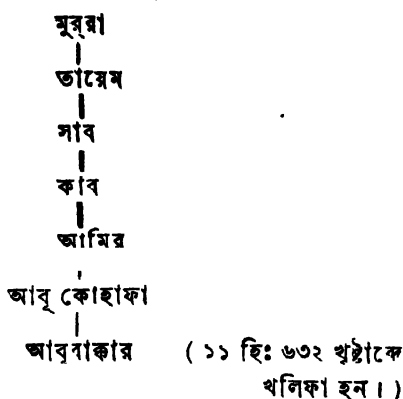 মুর্‌রা
তায়েম
সাব
কাব
আমির
আবূ কোহাফা
আবুবাক্কার ( ১১ হিঃ ৬৩২ খৃষ্টাব্দে
খলিফা হন। )